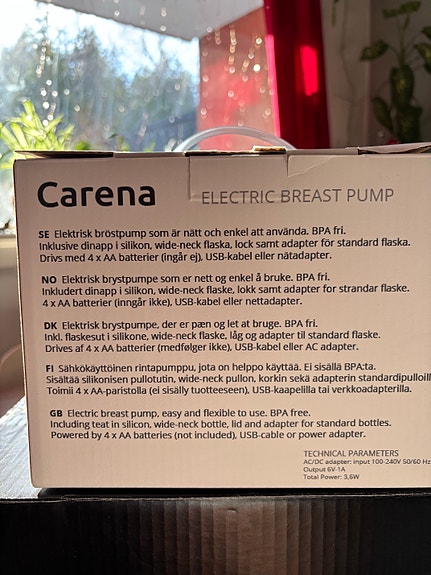 Carena ELECTRIC BREAST PUMP
SE Elektrisk bröstpump som är nätt och enkel att använda. BPA fri.
Inklusive dinapp i silikon, wide-neck flaska, lock samt adapter för standard flaska.
Drivs med 4 x AA batterier (ingår ej), USB-kabel eller nätadapter.
NO Elektrisk brystpumpe som er nett og enkel å bruke. BPA fri.
Inkludert dinapp i silikon, wide-neck flaske, lokk samt adapter for strandar flaske.
4 x AA batterier (inngår ikke), USB-kabel eller nettadapter.
DK Elektrisk brystpumpe, der er pæn og let at bruge. BPA fri.
Inkl. flaskesut i silikone, wide-neck flaske, låg og adapter til standard flaske.
Drives af 4 x AA batterier (medfølger ikke), USB-kabel eller AC adapter.
FI Sähkökäyttöinen rintapumppu, jota on helppo käyttää. Ei sisällä BPA:ta.
Sisältää silikonisen pullotutin, wide-neck pullon, korkin sekä adapterin standardipulloill
Toimii 4 x AA-paristolla (ei sisälly tuotteeseen), USB-kaapelilla tai verkkoadapterilla.
GB Electric breast pump, easy and flexible to use. BPA free.
Including teat in silicon, wide-neck bottle, lid and adapter for standard bottles.
Powered by 4 x AA batteries (not included), USB-cable or power adapter.
TECHNICAL PARAMETERS
AC/DC adapter: input 100-240V 50/60 Hz
Output 6V-1A
Total Power: 3,6W